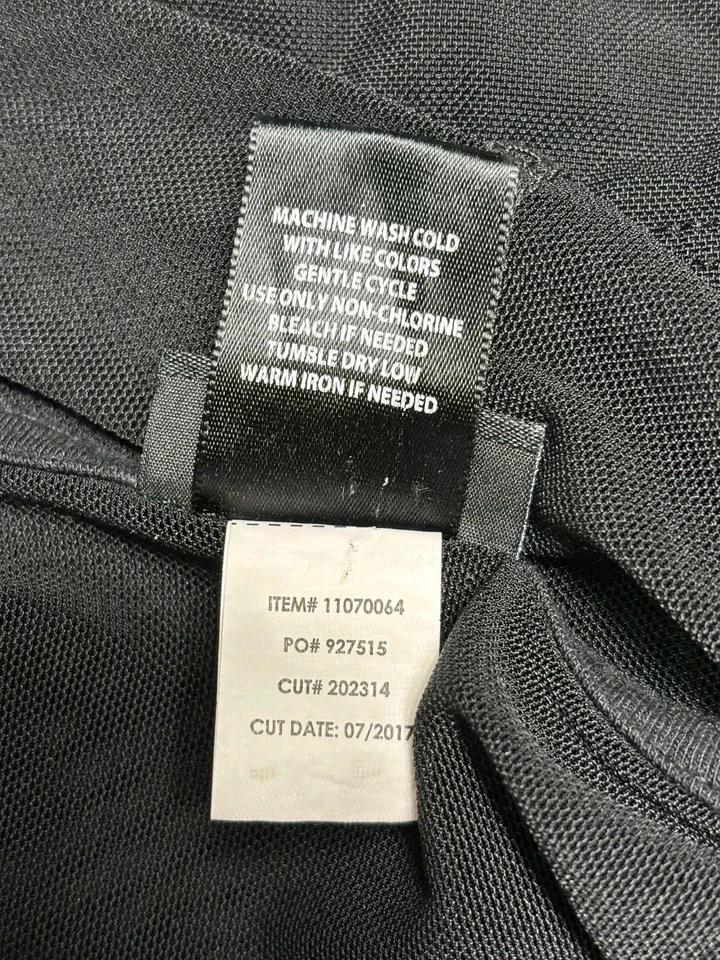 MACHINE WASH COLD
WITH LIKE COLORS
GENTLE CYCLE
USE ONLY NON-CHLORINE
BLEACH IF NEEDED
TUMBLE DRY LOW
WARM IRON IF NEEDED
ITEM# 11070064
PO# 927515
CUT# 202314
CUT DATE: 07/2017